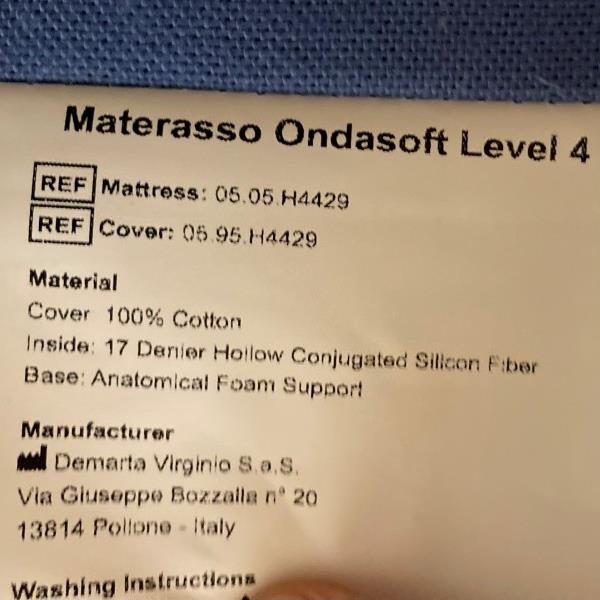 Materasso Ondasoft Level 4
REF Mattress: 05.05.H4429
REF Cover: 05.95.H4429
Material
Cover 100% Cotton
Inside: 17 Denier Hollow Conjugated Silicon Fiber
Base: Anatomical Foam Support
Manufacturer
Demarta Virginio S.a.S.
Via Giuseppe Bozzalla n° 20
13814 Pollone - Italy
Washing Instructions